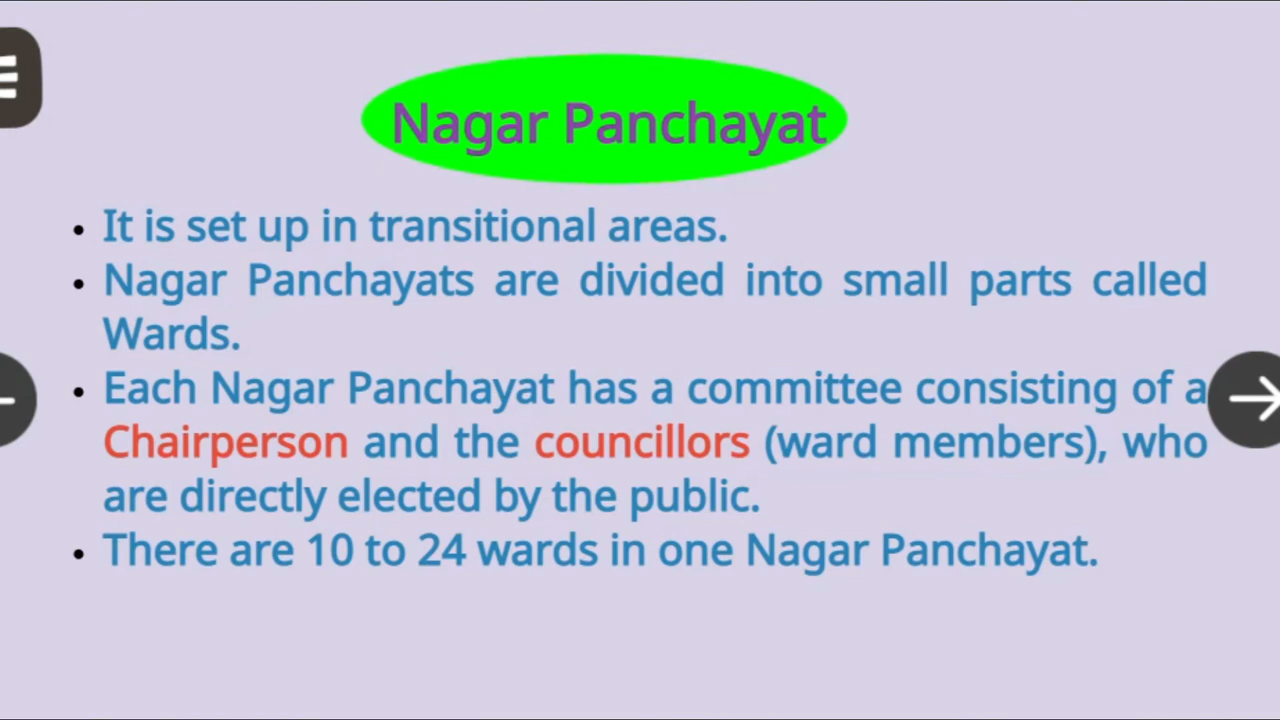 Nagar Panchayat
• It is set up in transitional areas.
• Nagar Panchayats are divided into small parts called
Wards.
• Each Nagar Panchayat has a committee consisting of a
Chairperson and the councillors (ward members), who
are directly elected by the public.
• There are 10 to 24 wards in one Nagar Panchayat.